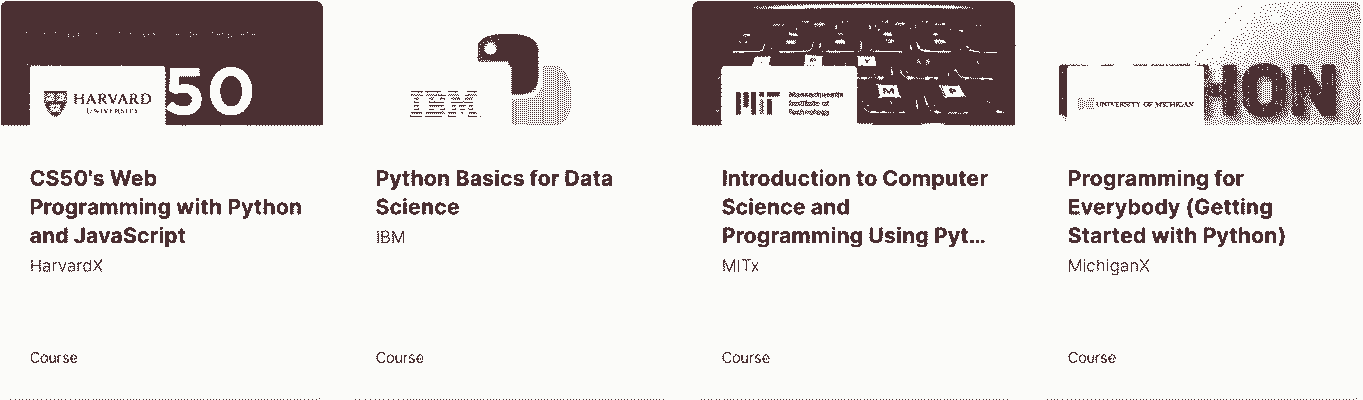 50
HARVARD
UNIVERSITY
CS50's Web
Programming with Python
and JavaScript
HarvardX
Course
IBM
Python Basics for Data
Science
IBM
Course
M
MIT
Massachusetts
Institute of
Technology
Introduction to Computer
Science and
Programming Using Pyt...
MITx
Course
HON
UNIVERSITY OF MICHIGAN
Programming for
Everybody (Getting
Started with Python)
MichiganX
Course